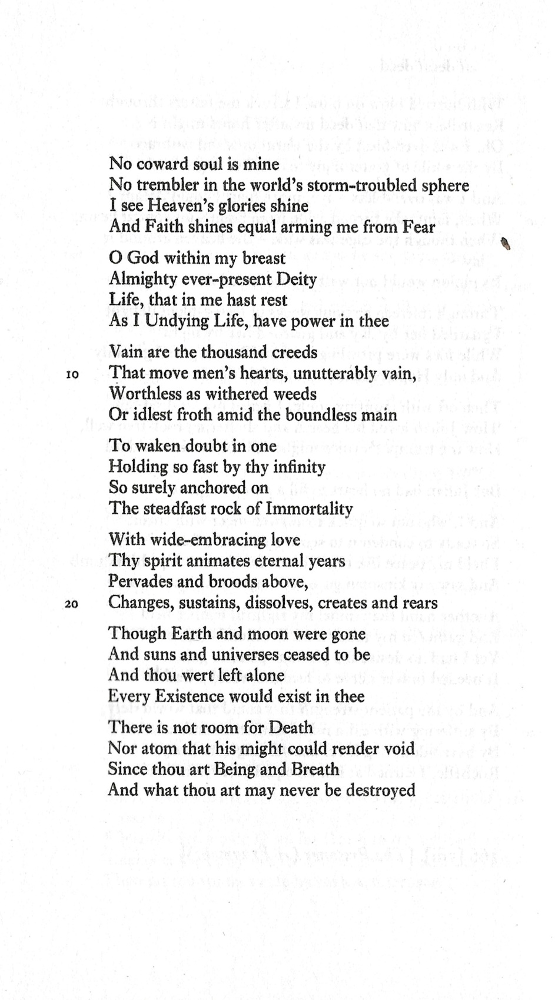 No coward soul is mine
No trembler in the world's storm-troubled sphere
I see Heaven's glories shine
And Faith shines equal arming me from Fear
O God within my breast
Almighty ever-present Deity
Life, that in me hast rest
As I Undying Life, have power in thee
Vain are the thousand creeds
10 That move men's hearts, unutterably vain,
Worthless as withered weeds
Or idlest froth amid the boundless main
To waken doubt in one
Holding so fast by thy infinity
So surely anchored on
The steadfast rock of Immortality
With wide-embracing love
Thy spirit animates eternal years
Pervades and broods above,
20 Changes, sustains, dissolves, creates and rears
Though Earth and moon were gone
And suns and universes ceased to be
And thou wert left alone
Every Existence would exist in thee
There is not room for Death
Nor atom that his might could render void
Since thou art Being and Breath
And what thou art may never be destroyed